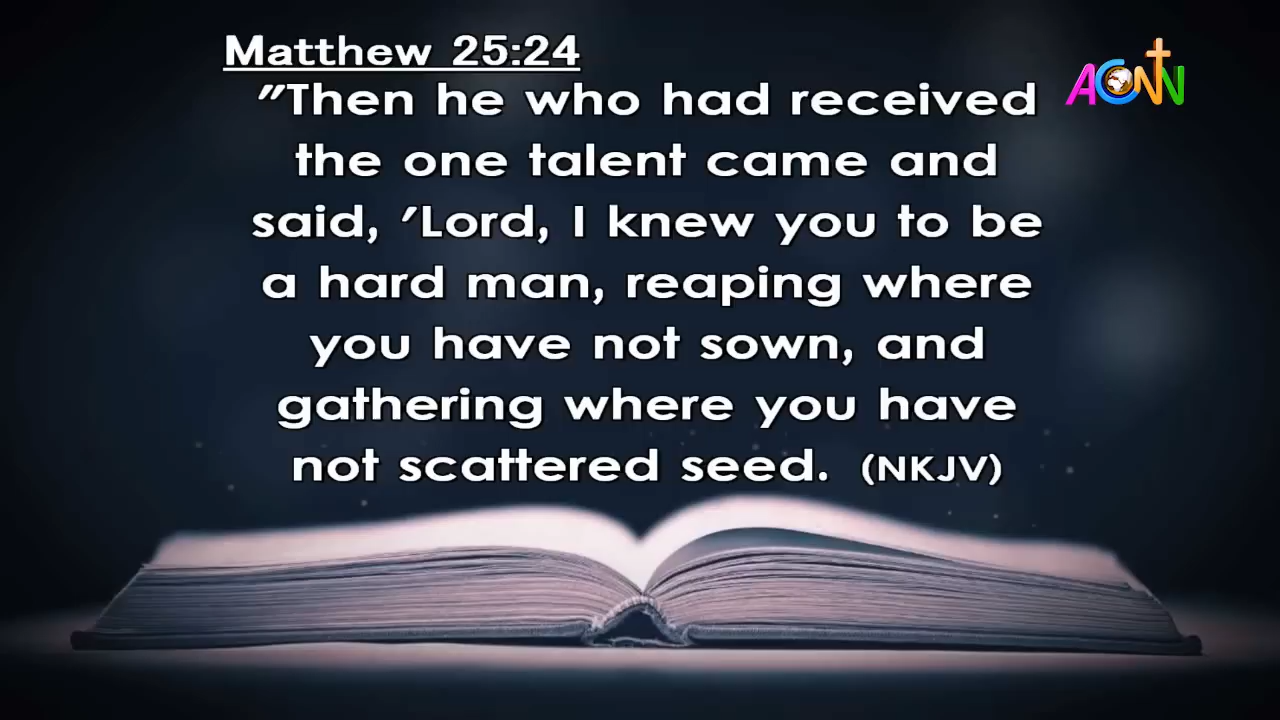 Matthew 25:24
ACNN
"Then he who had received
the one talent came and
said, 'Lord, I knew you to be
a hard man, reaping where
you have not sown, and
gathering where you have
not scattered seed. (NKJV)